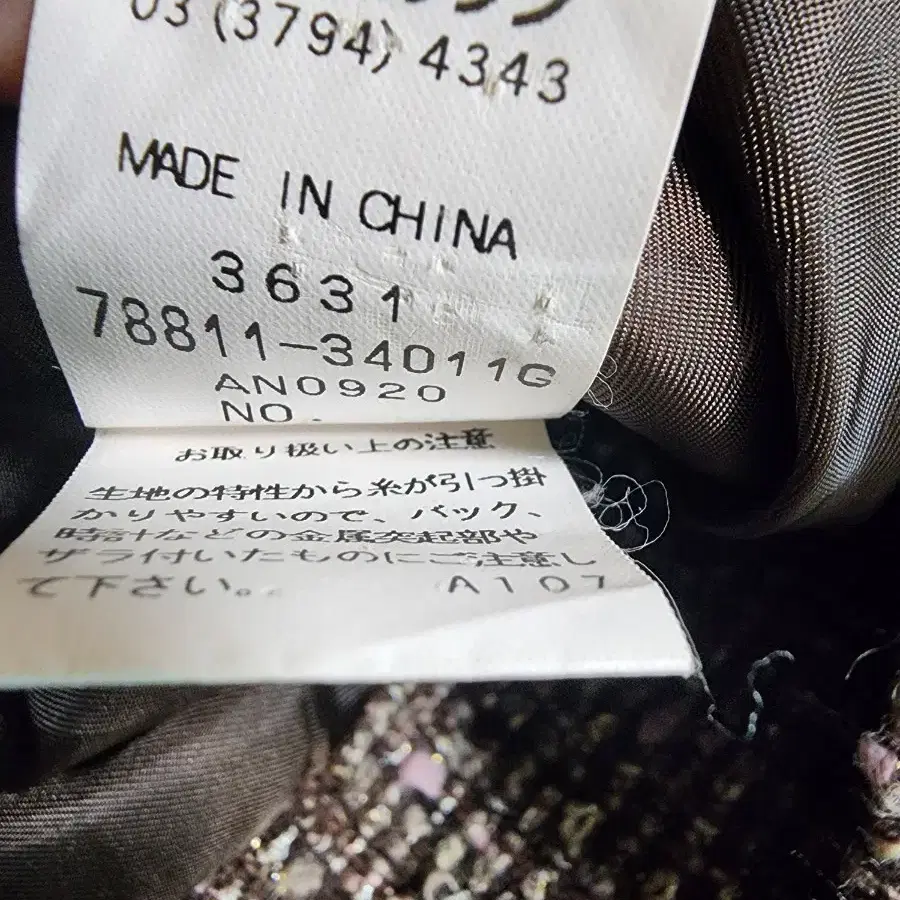 03 (3794) 4343
MADE IN CHINA
3631
78811-34011G
AN0920
NO.
お取り扱い上の注意
生地の特性から糸が引っ掛
かりやすいので、バック、
時計などの金属突起部や
ザラ付いたものにご注意し
て下さい。 A107